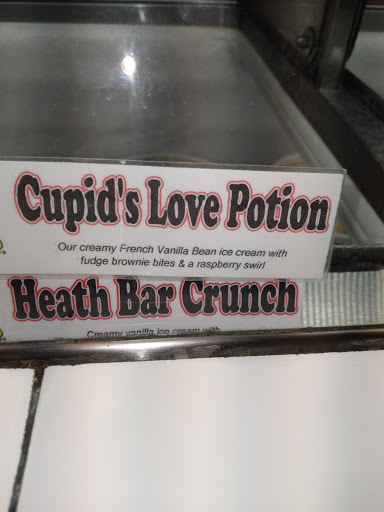 Cupid's Love Potion
Our creamy French Vanilla Bean ice cream with
fudge brownie bites & a raspberry swirl
Heath Bar Crunch
Creamy vanilla ice cream with